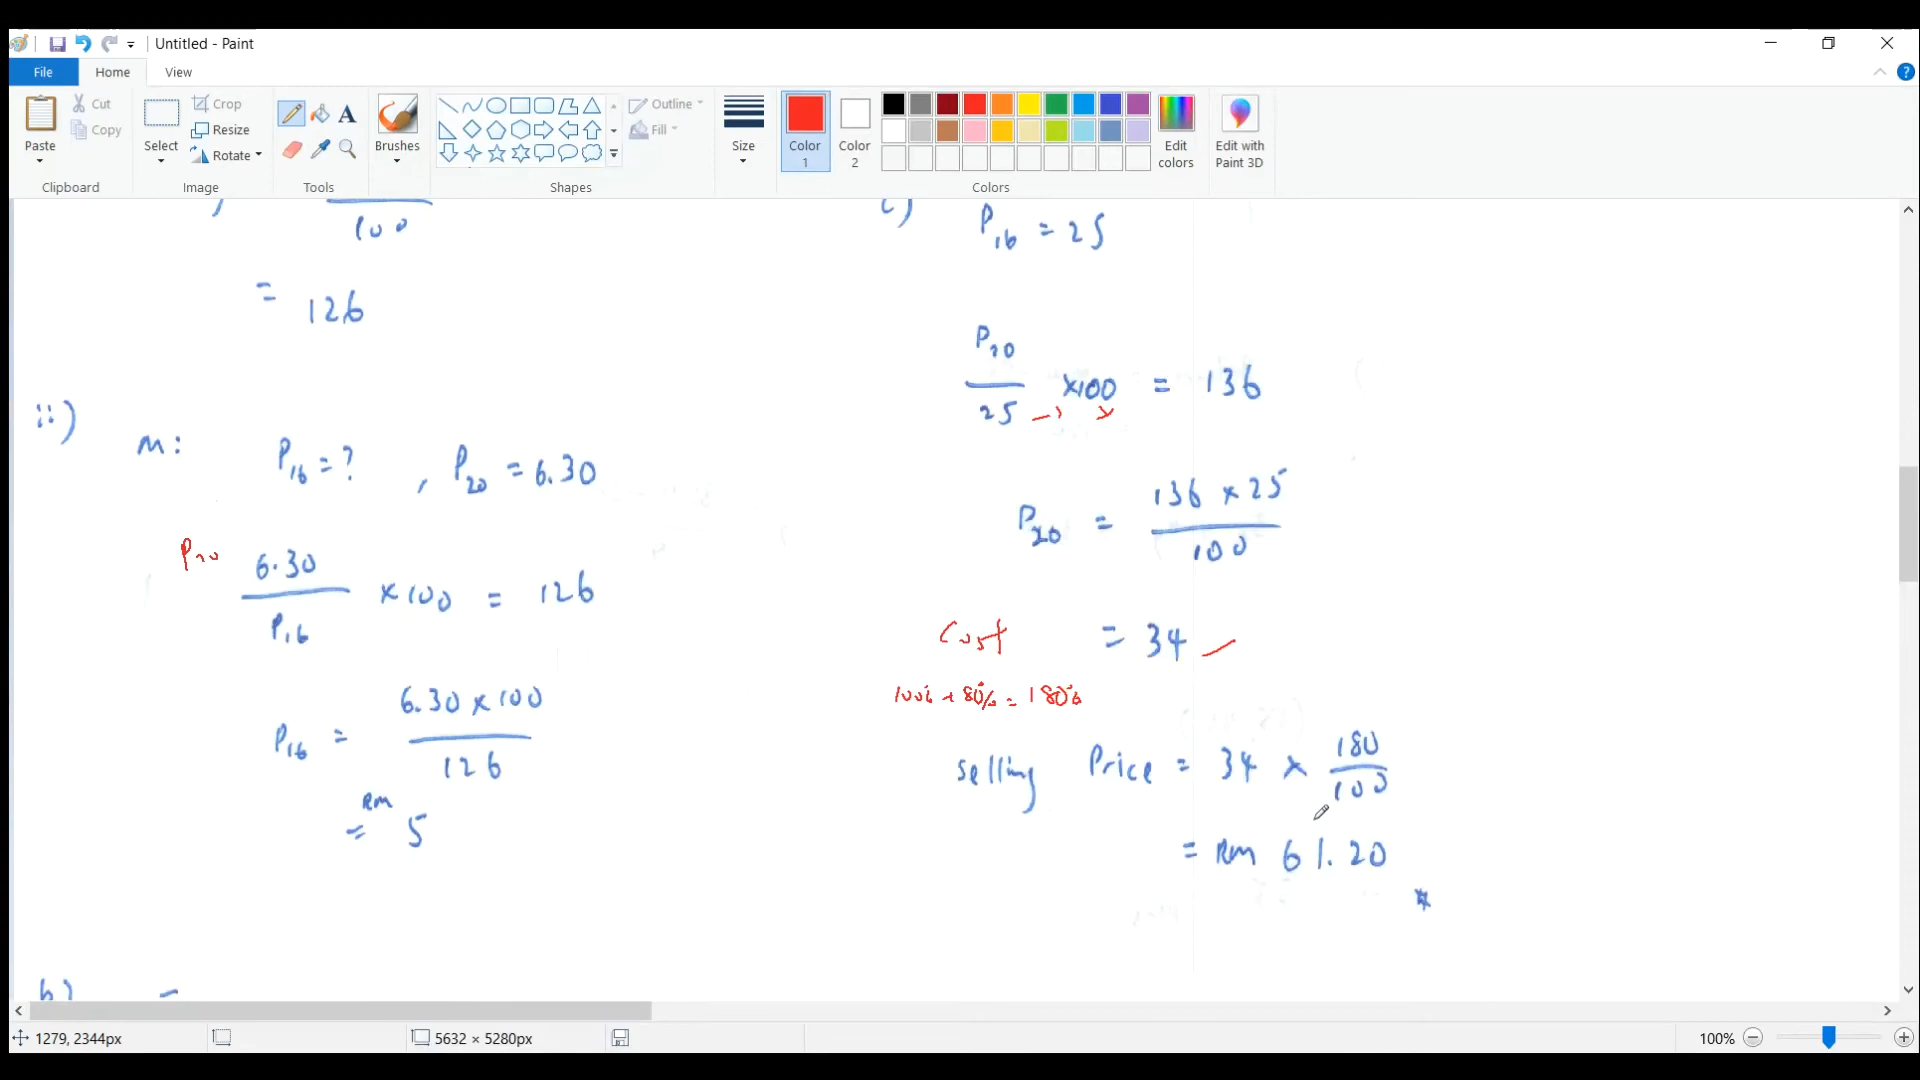 Untitled - Paint
File Home View
Paste
Cut
Copy
Clipboard
Select
Crop
Resize
Rotate
Image
A
Tools
Brushes
Shapes
Outline
Fill
Size
Color 1
Color 2
Colors
Edit colors
Edit with Paint 3D
100
= 126
ii)
M: P16 = ? , P20 = 6.30
P20 6.30 / P16 × 100 = 126
P16 = 6.30 × 100 / 126
= RM 5
b)
c) P16 = 25
P20 / 25 × 100 = 136
P20 = 136 × 25 / 100
Cost = 34
100% + 80% = 180%
Selling Price = 34 × 180 / 100
= RM 61.20
1279, 2344px
5632 × 5280px
100%